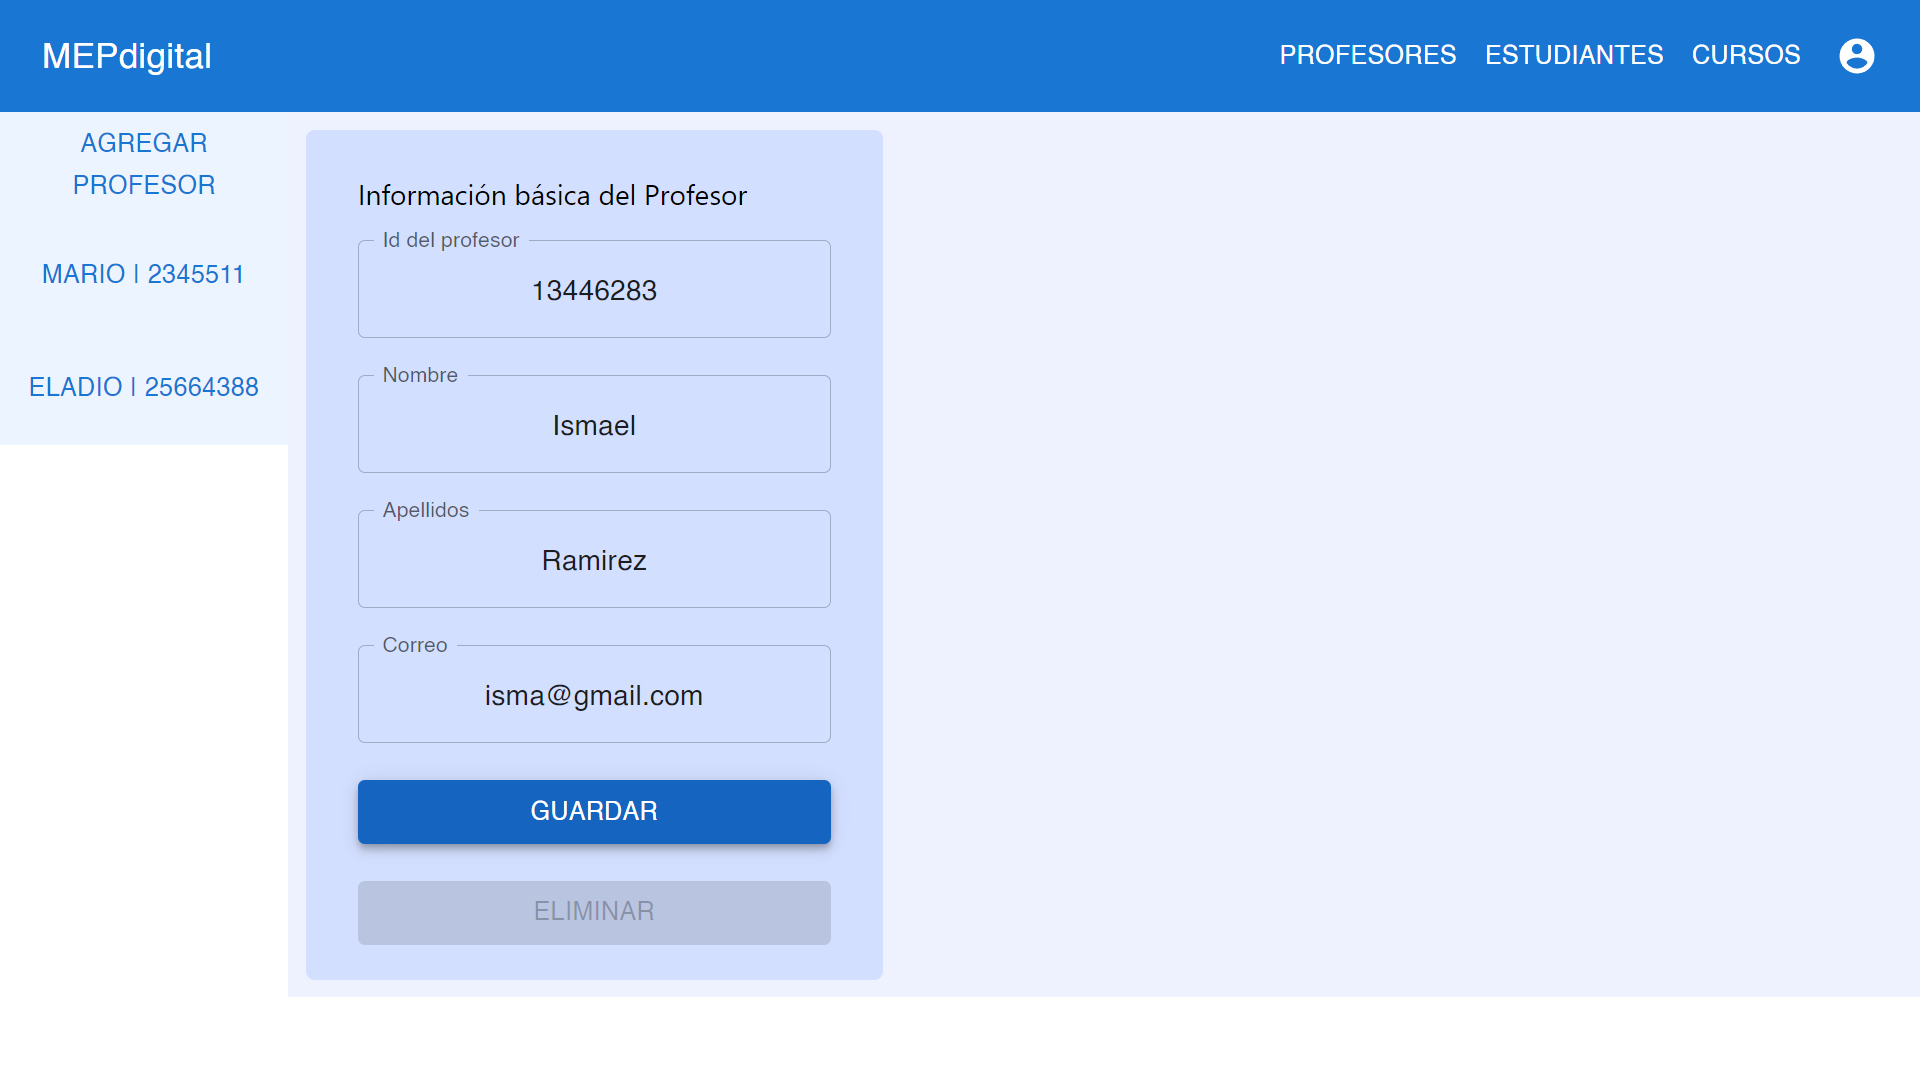 MEPdigital
PROFESORES ESTUDIANTES CURSOS
AGREGAR
PROFESOR
MARIO | 2345511
ELADIO | 25664388
Información básica del Profesor
Id del profesor
13446283
Nombre
Ismael
Apellidos
Ramirez
Correo
isma@gmail.com
GUARDAR
ELIMINAR